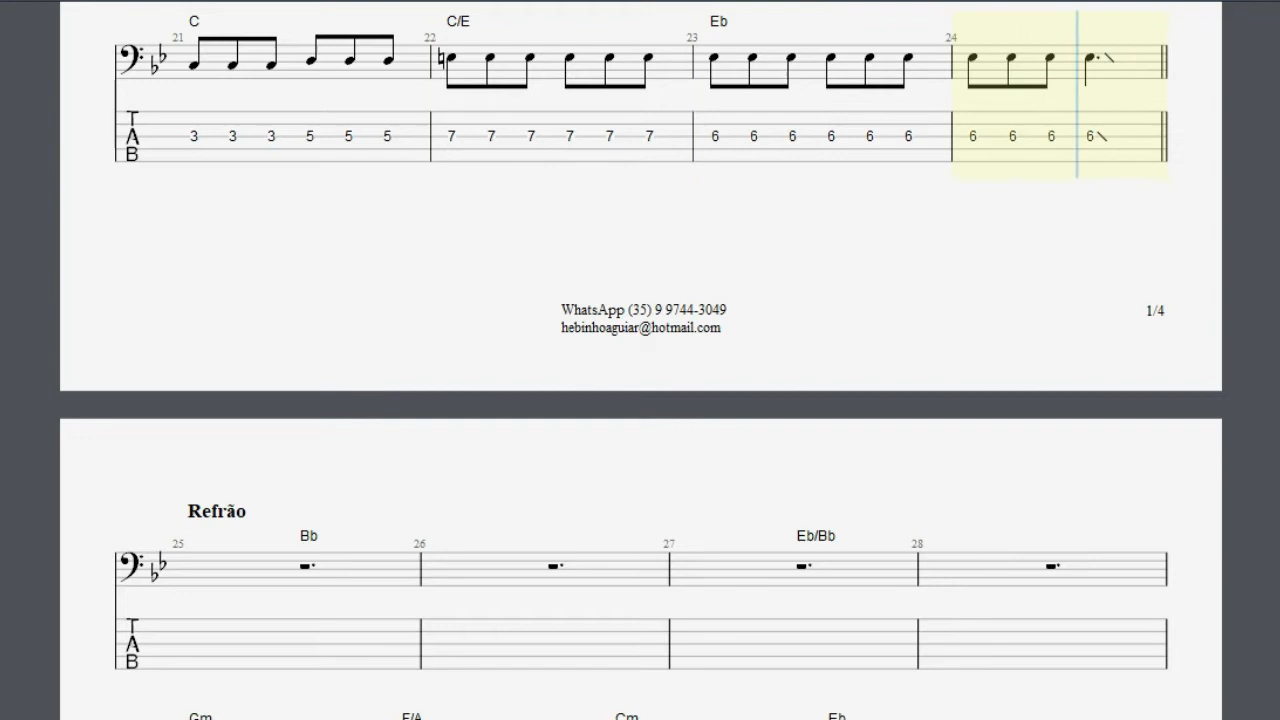 C C/E Eb
21 22 23 24
T
A
B
3 3 3 5 5 5 7 7 7 7 7 7 6 6 6 6 6 6 6 6 6 6
WhatsApp (35) 9 9744-3049
hebinhoaguiar@hotmail.com
1/4
Refrão
Bb Eb/Bb
25 26 27 28
T
A
B
Gm F/A Cm Eb